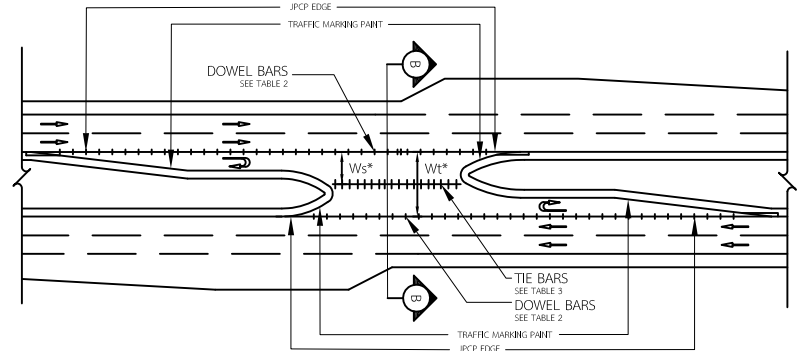 JPCP EDGE
TRAFFIC MARKING PAINT
B
DOWEL BARS
SEE TABLE 2
Ws*
Wt*
TIE BARS
SEE TABLE 3
DOWEL BARS
SEE TABLE 2
B
TRAFFIC MARKING PAINT
JPCP EDGE